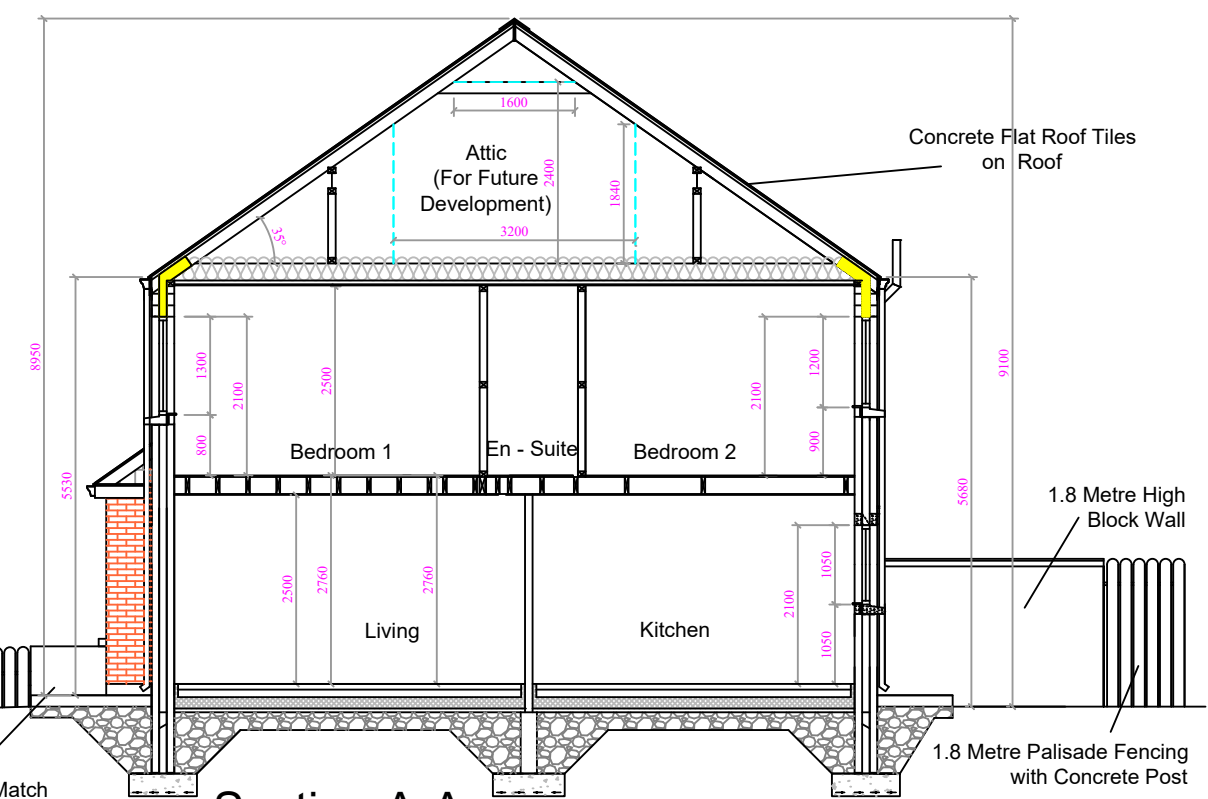 1600
Concrete Flat Roof Tiles
on Roof
Attic
(For Future
Development)
2400
1840
35°
3200
8950
9100
1300
2100
2500
2100
1200
800
900
Bedroom 1
En - Suite
Bedroom 2
5530
5680
1.8 Metre High
Block Wall
2500
2760
2760
2100
1050
1050
Living
Kitchen
1.8 Metre Palisade Fencing
with Concrete Post
Match